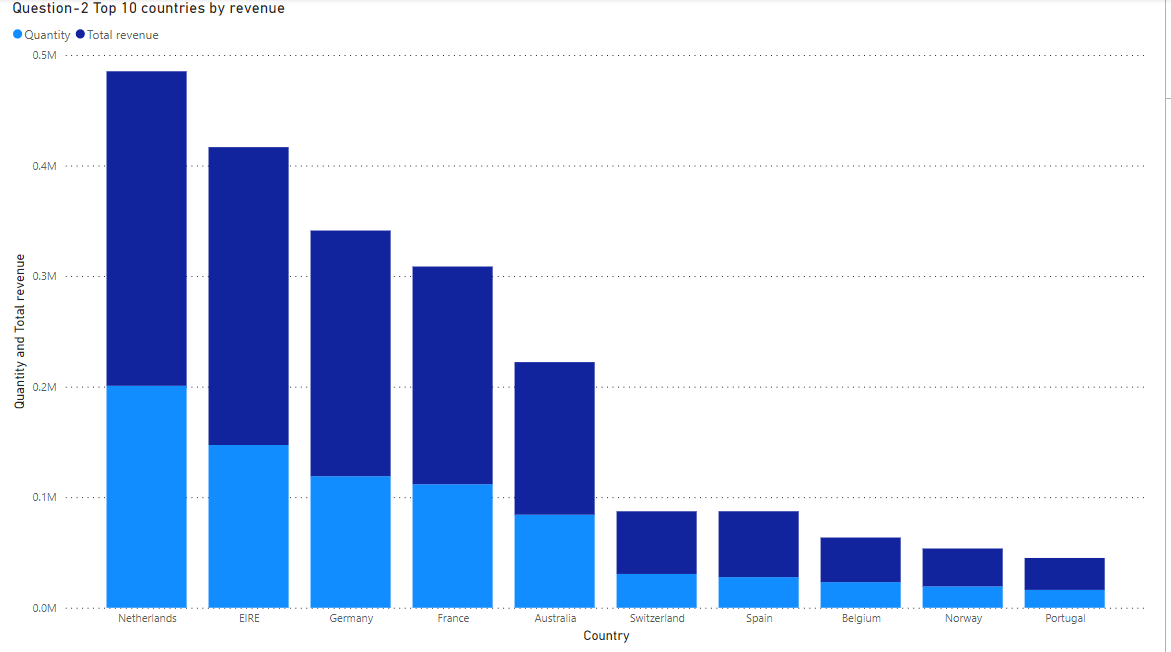 Question-2 Top 10 countries by revenue
Quantity Total revenue
0.5M
0.4M
0.3M
0.2M
0.1M
0.0M
Quantity and Total revenue
Netherlands EIRE Germany France Australia Switzerland Spain Belgium Norway Portugal
Country